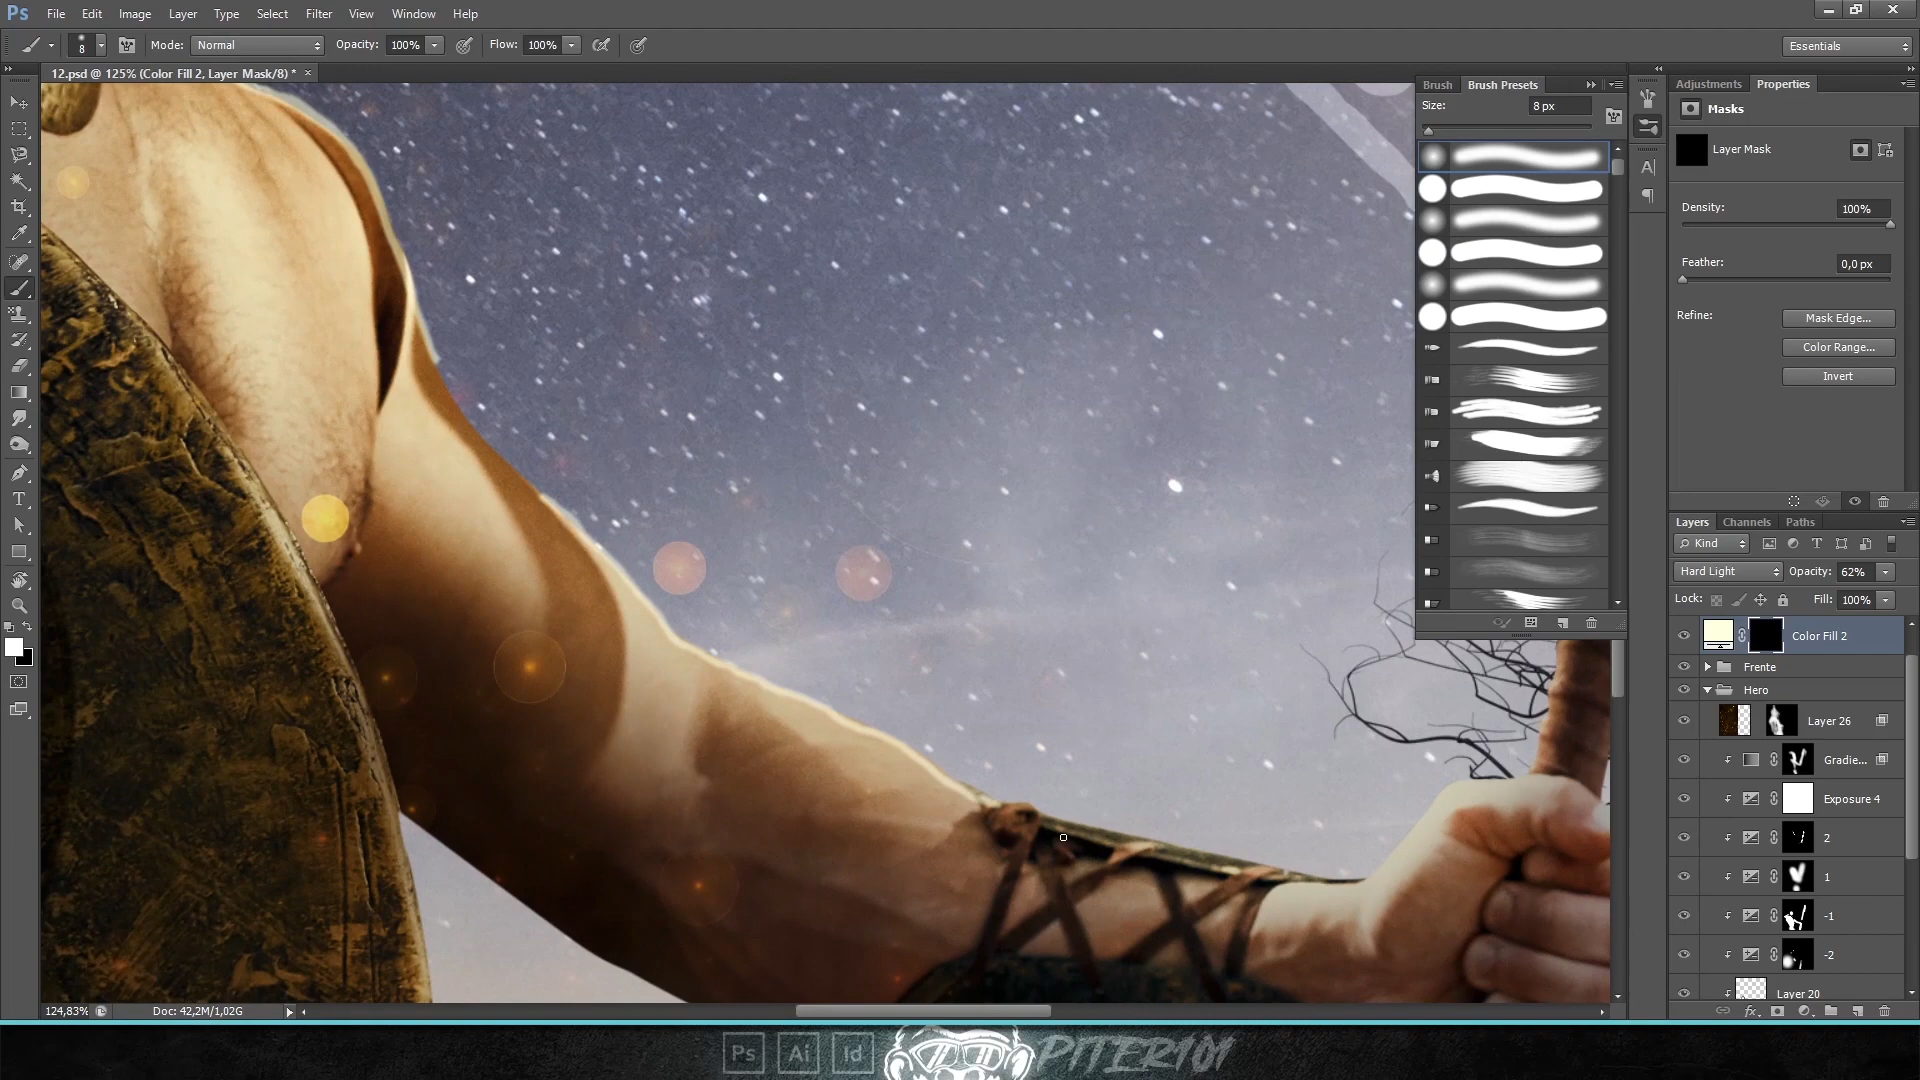 Ps File Edit Image Layer Type Select Filter View Window Help
8 Mode: Normal Opacity: 100% Flow: 100% Essentials
12.psd @ 125% (Color Fill 2, Layer Mask/8) * ×
Brush Brush Presets
Size: 8 px
Adjustments Properties
Masks
Layer Mask
Density: 100%
Feather: 0,0 px
Refine: Mask Edge...
Color Range...
Invert
Layers Channels Paths
Kind
Hard Light Opacity: 62%
Lock: Fill: 100%
Color Fill 2
Frente
Hero
Layer 26
Gradie...
Exposure 4
2
1
-1
-2
Layer 20
124,83% Doc: 42,2M/1,02G
Ps Ai Id PITER101